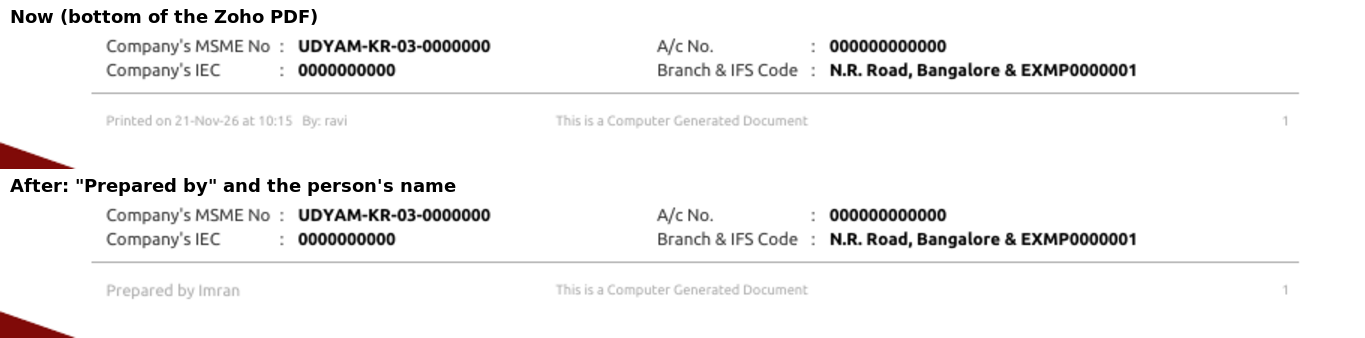 Now (bottom of the Zoho PDF)
Company's MSME No : UDYAM-KR-03-0000000 A/c No. : 000000000000
Company's IEC : 0000000000 Branch & IFS Code : N.R. Road, Bangalore & EXMP0000001
Printed on 21-Nov-26 at 10:15 By: ravi This is a Computer Generated Document 1
After: "Prepared by" and the person's name
Company's MSME No : UDYAM-KR-03-0000000 A/c No. : 000000000000
Company's IEC : 0000000000 Branch & IFS Code : N.R. Road, Bangalore & EXMP0000001
Prepared by Imran This is a Computer Generated Document 1